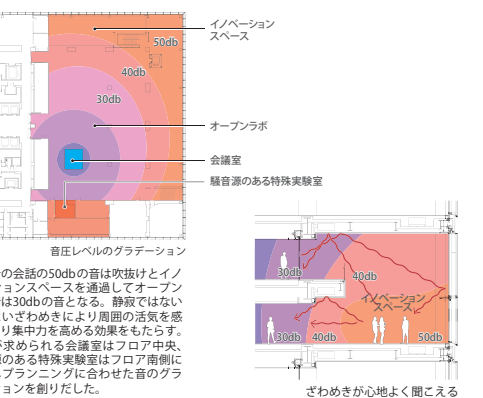 イノベーション
スペース
50db
40db
30db
オープンラボ
会議室
騒音源のある特殊実験室
音圧レベルのグラデーション
の会話の50dbの音は吹抜けとイノ
ションスペースを通過してオープン
は30dbの音となる。静寂ではない
いざわめきにより周囲の活気を感
り集中力を高める効果をもたらす。
求められる会議室はフロア中央、
のある特殊実験室はフロア南側に
プランニングに合わせた音のグラ
ションを創りだした。
30db
40db
イノベーション
スペース
30db 40db 50db
ざわめきが心地よく聞こえる